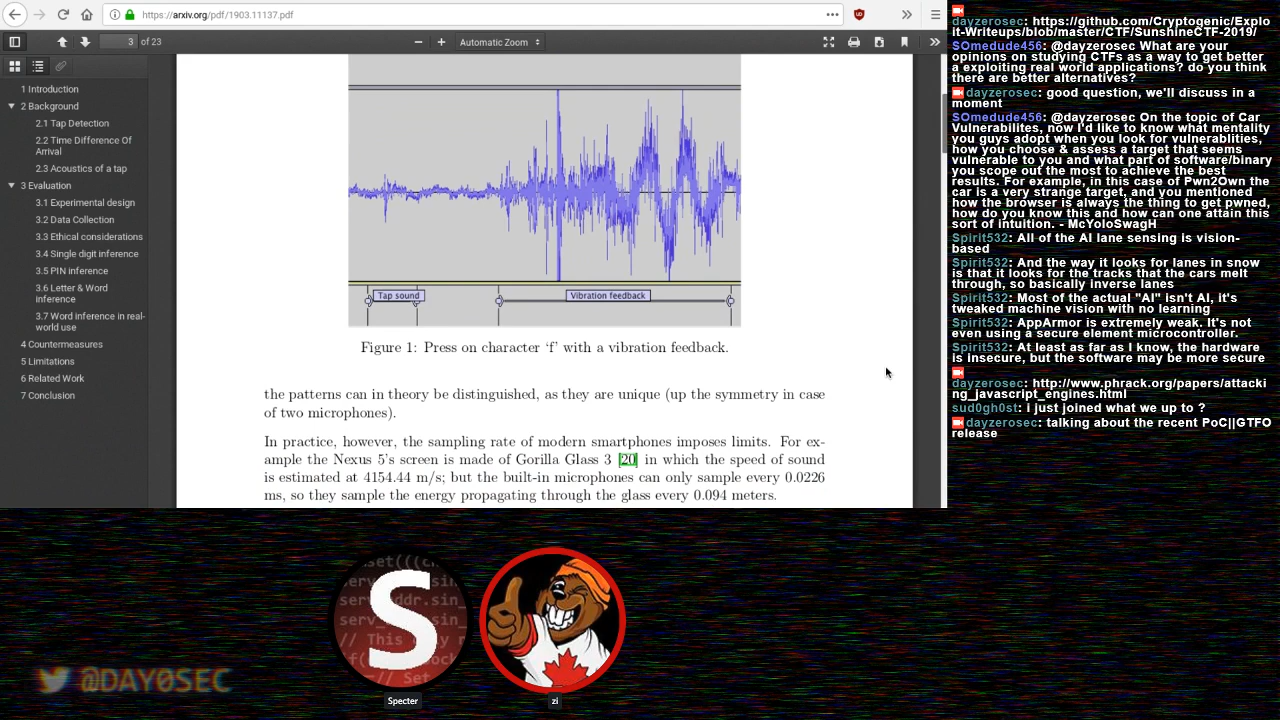 https://arxiv.org/pdf/1903.11137.pdf
3 of 23
Automatic Zoom
1 Introduction
2 Background
2.1 Tap Detection
2.2 Time Difference Of
Arrival
2.3 Acoustics of a tap
3 Evaluation
3.1 Experimental design
3.2 Data Collection
3.3 Ethical considerations
3.4 Single digit inference
3.5 PIN inference
3.6 Letter & Word
inference
3.7 Word inference in real-
world use
4 Countermeasures
5 Limitations
6 Related Work
7 Conclusion
Tap sound
Vibration feedback
Figure 1: Press on character ‘f’ with a vibration feedback.
the patterns can in theory be distinguished, as they are unique (up the symmetry in case
of two microphones).
In practice, however, the sampling rate of modern smartphones imposes limits. For ex-
ample the Nexus 5's screen is made of Gorilla Glass 3 [20] in which the speed of sound
is estimated at 4154.44 m/s; but the built-in microphones can only sample every 0.0226
ms, so they sample the energy propagating through the glass every 0.094 meters.
dayzerosec: https://github.com/Cryptogenic/Explo
it-Writeups/blob/master/CTF/SunshineCTF-2019/
SOmedude456: @dayzerosec What are your
opinions on studying CTFs as a way to get better
a exploiting real world applications? do you think
there are better alternatives?
dayzerosec: good question, we'll discuss in a
moment
SOmedude456: @dayzerosec On the topic of Car
Vulnerabilites, now I'd like to know what mentality
you guys adopt when you look for vulnerablities,
how you choose & assess a target that seems
vulnerable to you and what part of software/binary
you scope out the most to achieve the best
results. For example, in this case of Pwn2Own the
car is a very strange target, and you mentioned
how the browser is always the thing to get pwned,
how do you know this and how can one attain this
sort of intuition. - McYoloSwagH
Spirit532: All of the AI lane sensing is vision-
based
Spirit532: And the way it looks for lanes in snow
is that it looks for the tracks that the cars melt
through, so basically inverse lanes
Spirit532: Most of the actual "AI" isn't AI, it's
tweaked machine vision with no learning
Spirit532: AppArmor is extremely weak. It's not
even using a secure element microcontroller.
Spirit532: At least as far as I know, the hardware
is insecure, but the software may be more secure
dayzerosec: http://www.phrack.org/papers/attacki
ng_javascript_engines.html
sud0gh0st: i just joined what we up to ?
dayzerosec: talking about the recent PoC||GTFO
release
S
Specter
zi
@DAY0SEC